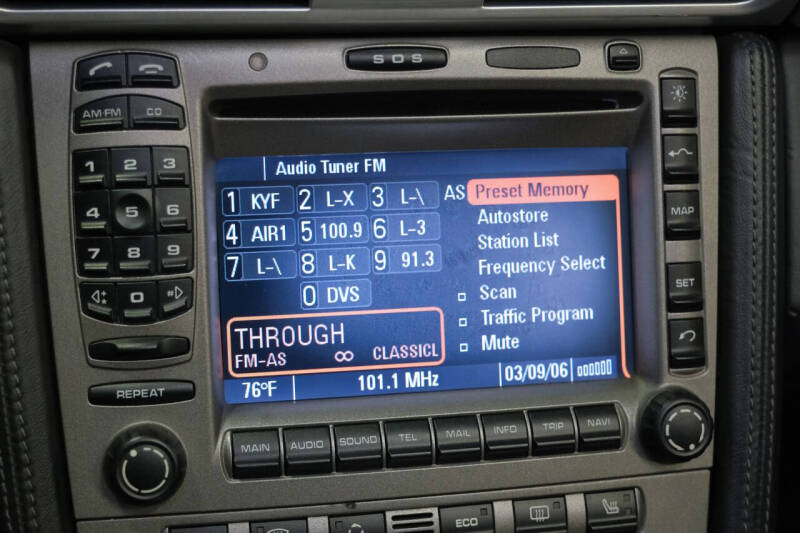 SOS
AM·FM CD
1 2 3
4 5 6
7 8 9
* 0 #
REPEAT
Audio Tuner FM
1 KYF 2 L-X 3 L-\ AS
4 AIR1 5 100.9 6 L-3
7 L-\ 8 L-K 9 91.3
0 DVS
Preset Memory
Autostore
Station List
Frequency Select
Scan
Traffic Program
Mute
THROUGH
FM-AS ∞ CLASSICL
76°F 101.1 MHz 03/09/06
MAP
SET
MAIN AUDIO SOUND TEL MAIL INFO TRIP NAVI
ECO